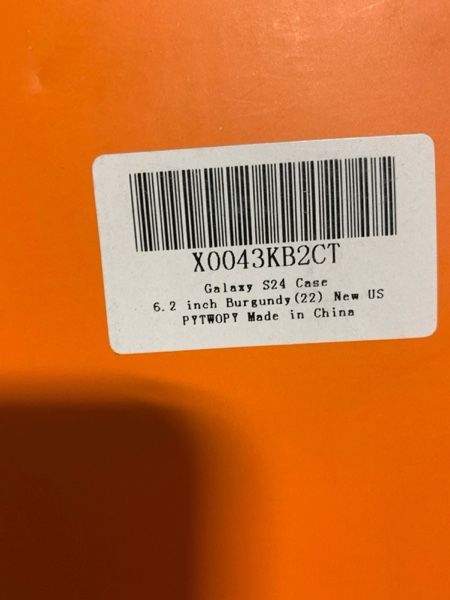 X0043KB2CT
Galaxy S24 Case
6.2 inch Burgundy(22) New US
PYTWOPY Made in China